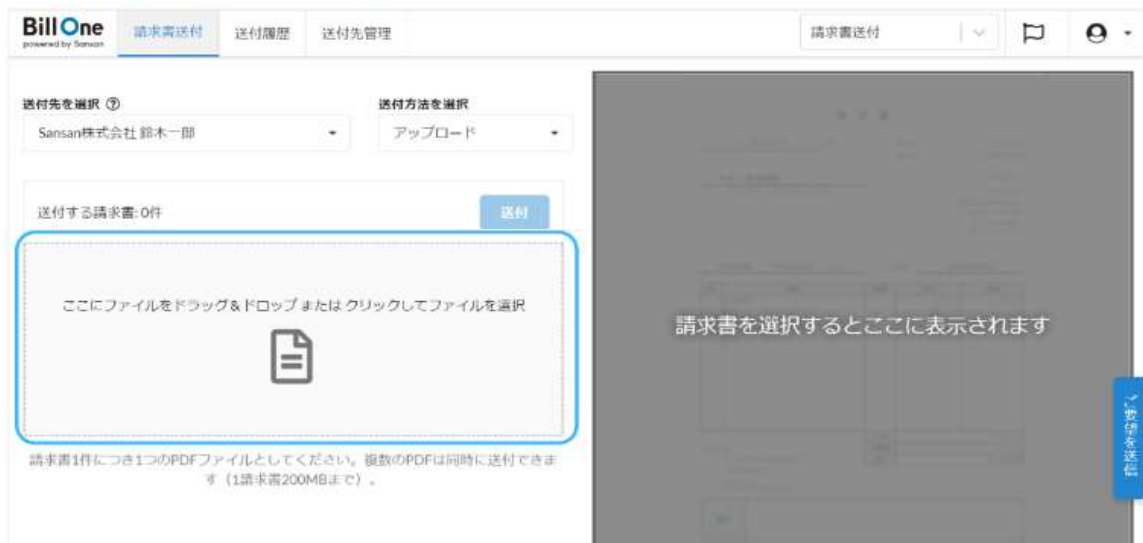 Bill One
powered by Sansan
請求書送付
送付履歴
送付先管理
請求書送付
送付先を選択
送付方法を選択
Sansan株式会社 鈴木一郎
アップロード
送付する請求書: 0件
送付
ここにファイルをドラッグ&ドロップ または クリックしてファイルを選択
請求書を選択するとここに表示されます
請求書1件につき1つのPDFファイルとしてください。複数のPDFは同時に送付できま
す（1請求書200MBまで）。
ご要望を送信